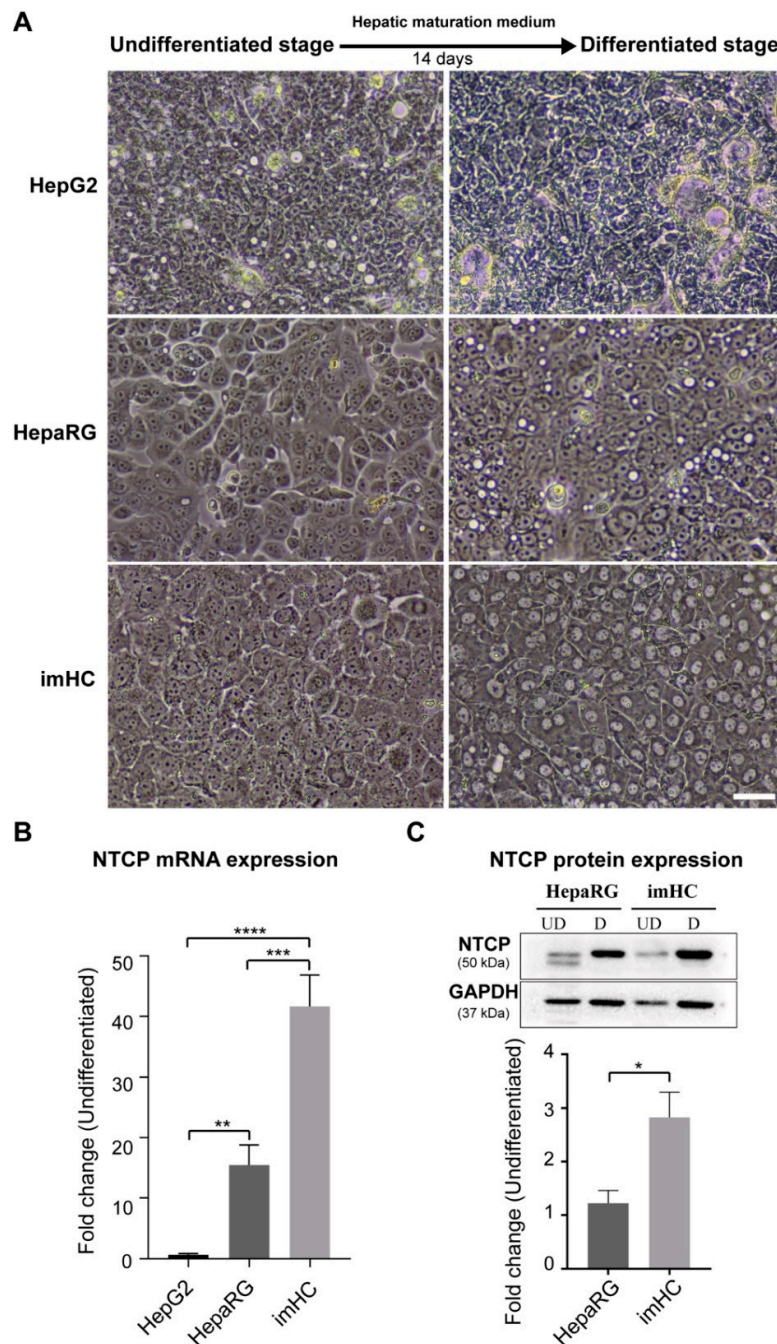 A
Hepatic maturation medium
Undifferentiated stage
Differentiated stage
14 days
HepG2
HepaRG
imHC
B
NTCP mRNA expression
****
***
**
50
40
30
20
10
0
Fold change (Undifferentiated)
HepG2
HepaRG
imHC
C
NTCP protein expression
HepaRG imHC
UD D UD D
NTCP
(50 kDa)
GAPDH
(37 kDa)
*
4
3
2
1
0
Fold change (Undifferentiated)
HepaRG
imHC